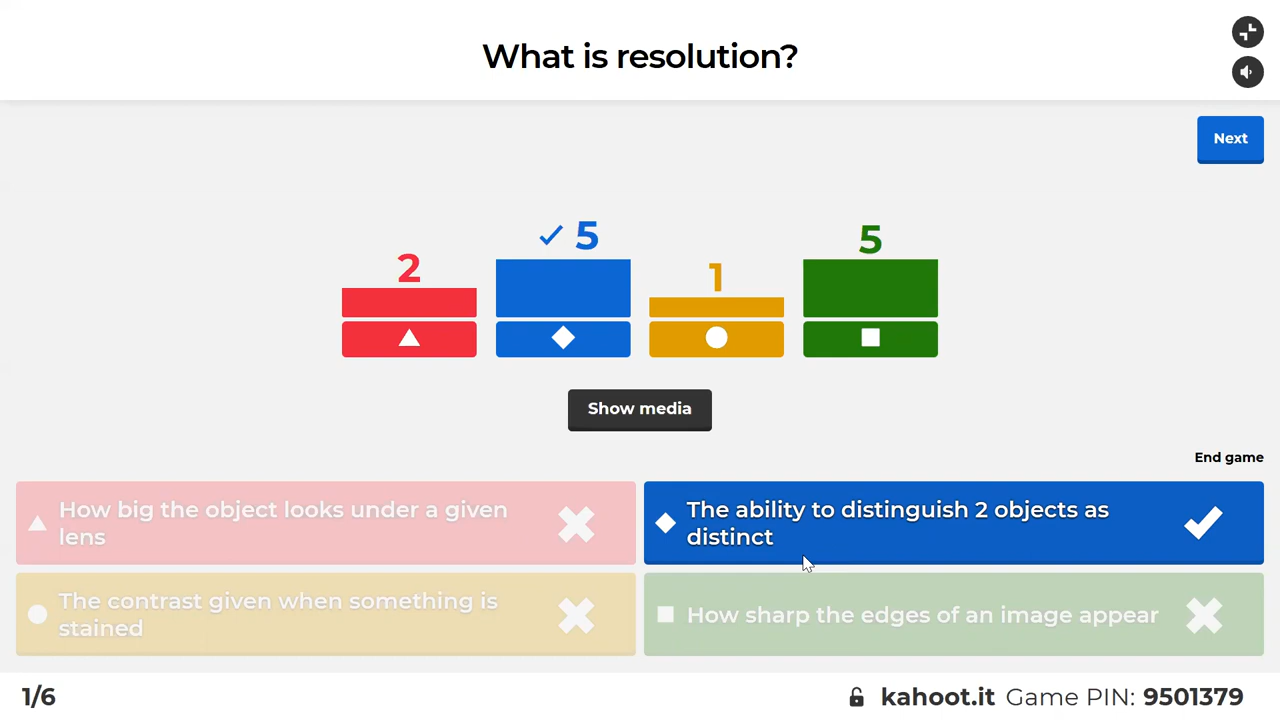 What is resolution?
Next
2
5
1
5
Show media
End game
How big the object looks under a given
lens
The ability to distinguish 2 objects as
distinct
The contrast given when something is
stained
How sharp the edges of an image appear
1/6
kahoot.it Game PIN: 9501379